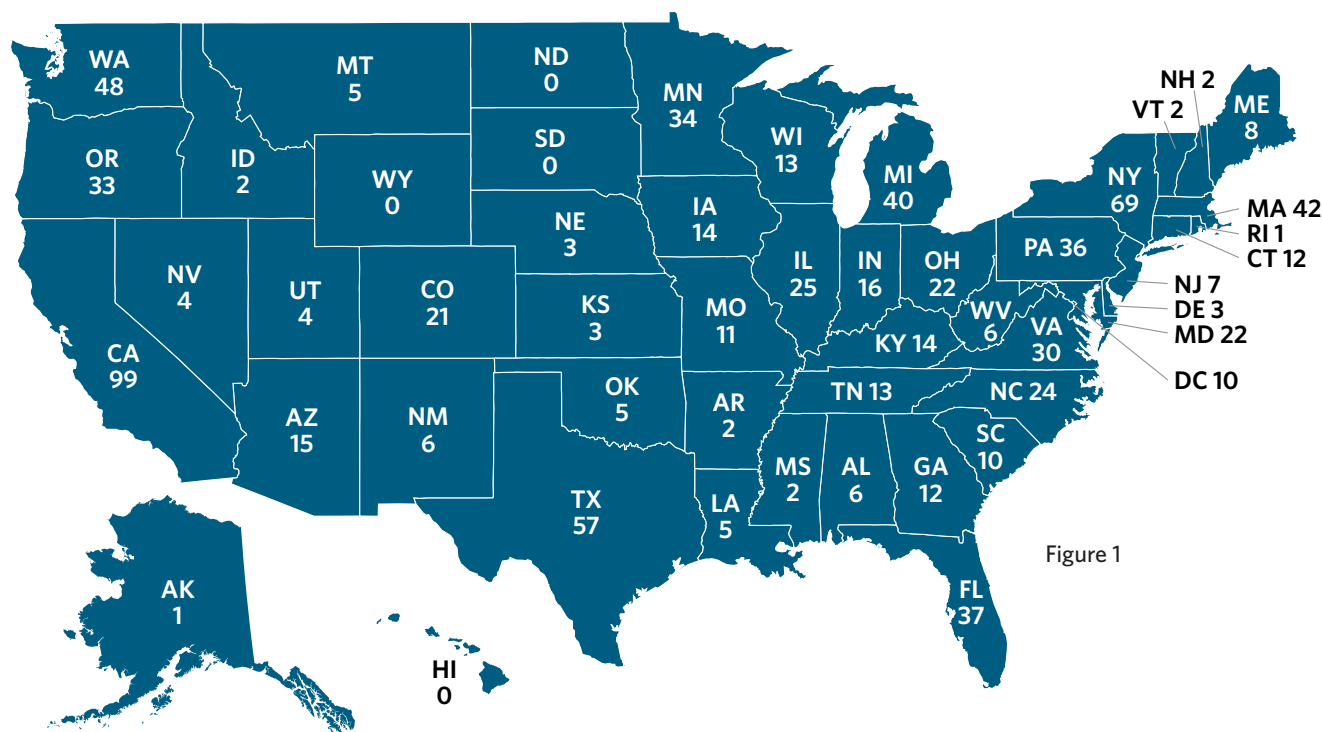 WA
48
MT
5
ND
0
MN
34
NH 2
VT 2
ME
8
OR
33
ID
2
WY
0
SD
0
WI
13
MI
40
NY
69
MA 42
RI 1
CT 12
NV
4
UT
4
CO
21
NE
3
IA
14
IL
25
IN
16
OH
22
PA 36
NJ 7
DE 3
MD 22
DC 10
CA
99
KS
3
MO
11
KY 14
WV
6
VA
30
AZ
15
NM
6
OK
5
AR
2
TN 13
NC 24
SC
10
TX
57
LA
5
MS
2
AL
6
GA
12
FL
37
Figure 1
AK
1
HI
0